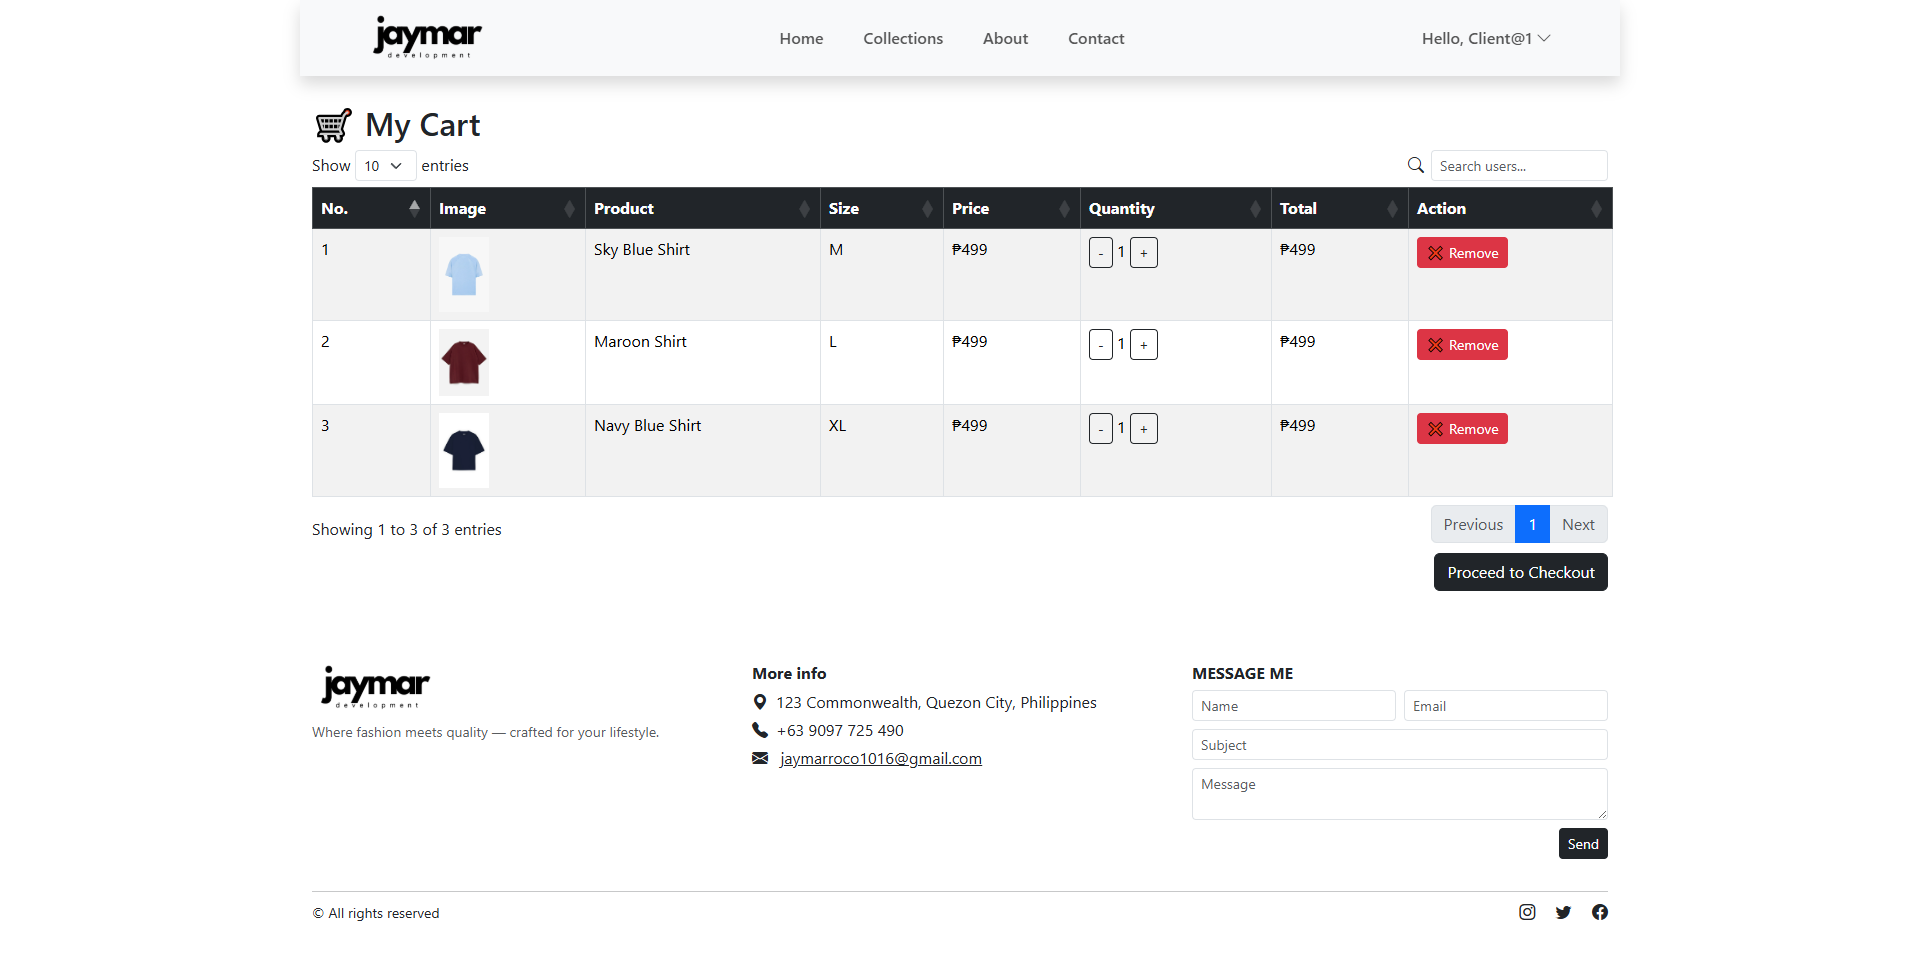 jaymar
development
Home Collections About Contact
Hello, Client@1
My Cart
Show 10 entries
Search users...
No. Image Product Size Price Quantity Total Action
1 Sky Blue Shirt M ₱499 - 1 + ₱499 Remove
2 Maroon Shirt L ₱499 - 1 + ₱499 Remove
3 Navy Blue Shirt XL ₱499 - 1 + ₱499 Remove
Showing 1 to 3 of 3 entries
Previous 1 Next
Proceed to Checkout
jaymar
development
Where fashion meets quality — crafted for your lifestyle.
More info
123 Commonwealth, Quezon City, Philippines
+63 9097 725 490
jaymarroco1016@gmail.com
MESSAGE ME
Name Email
Subject
Message
Send
© All rights reserved